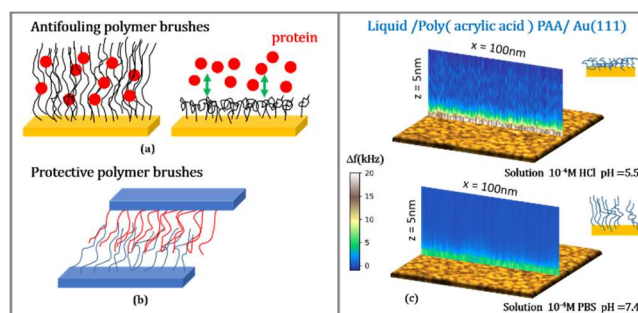 Antifouling polymer brushes
protein
(a)
Protective polymer brushes
(b)
Liquid /Poly( acrylic acid ) PAA/ Au(111)
x = 100nm
z = 5nm
Solution 10⁻⁴M HCl pH =5.5
Δf(kHz)
20
15
10
5
0
x = 100nm
z = 5nm
(c)
Solution 10⁻⁴M PBS pH =7.4